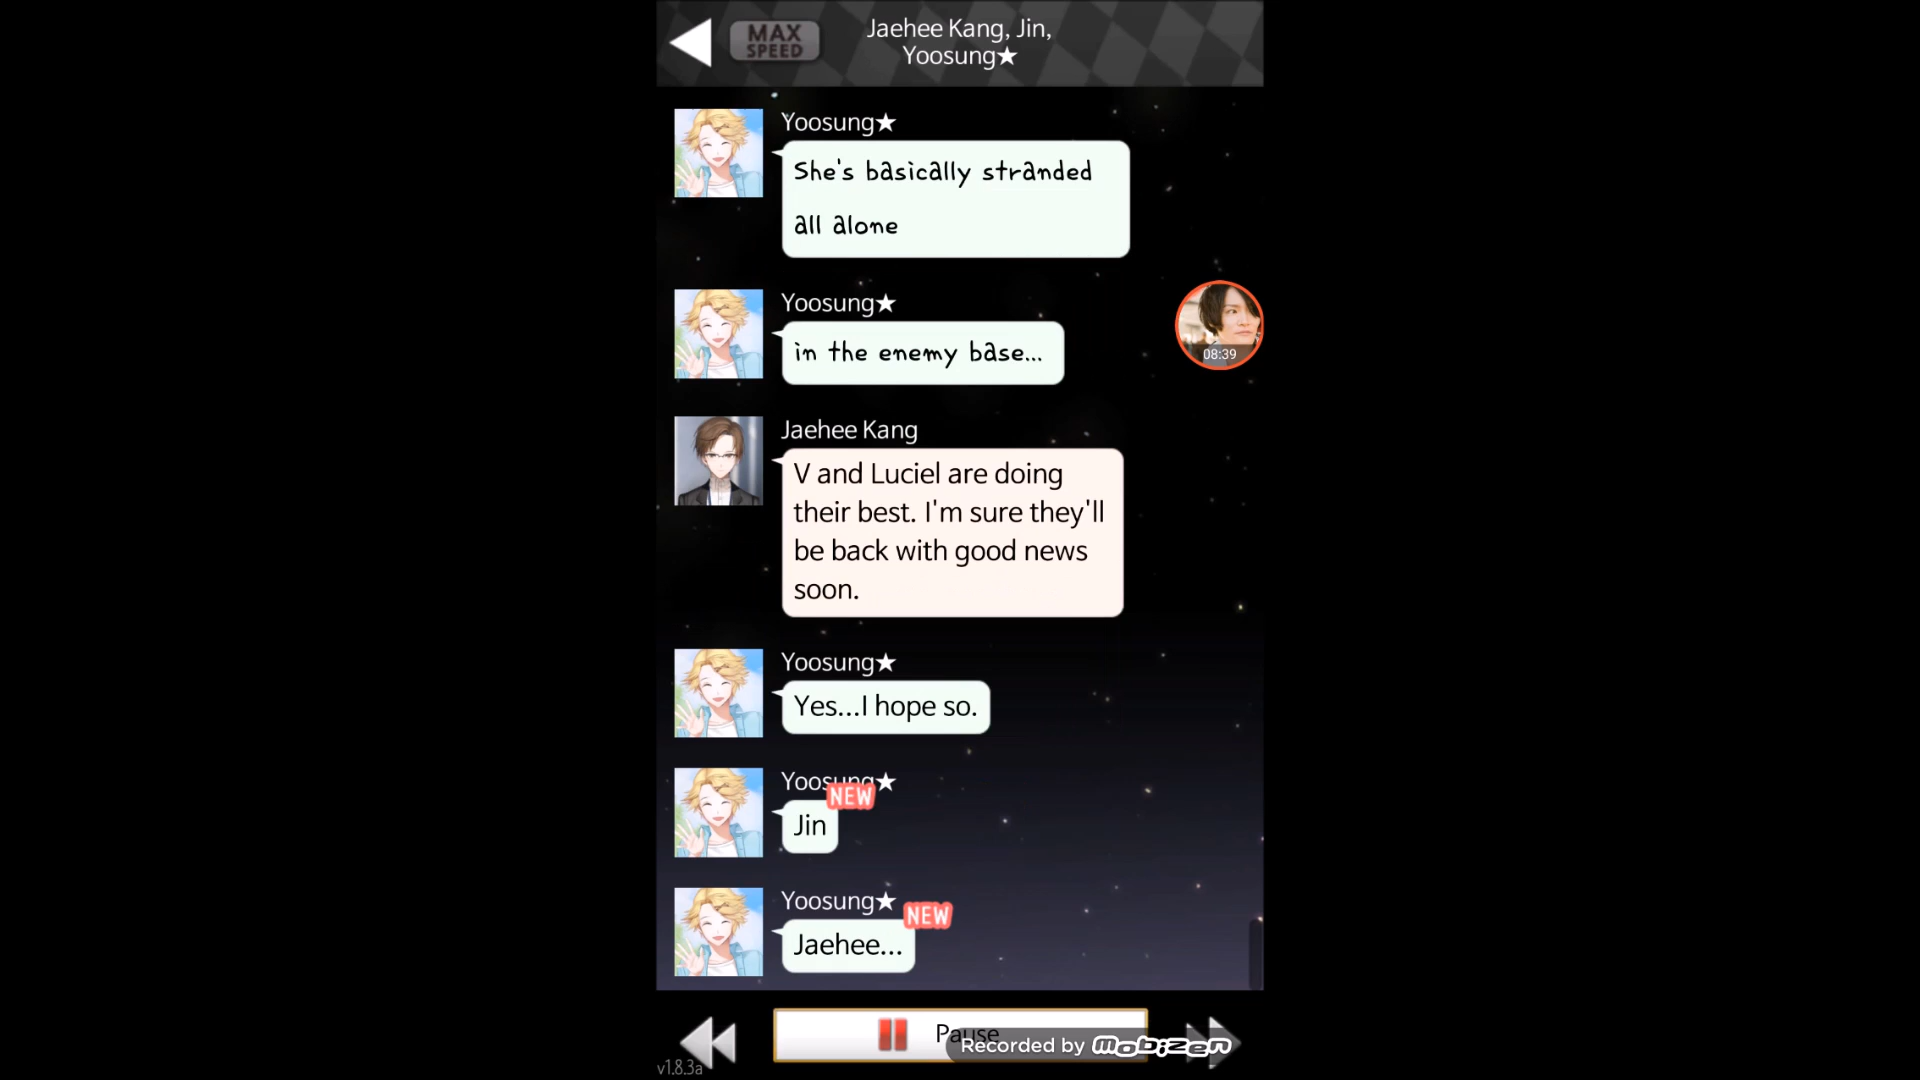 MAX
SPEED
Jaehee Kang, Jin,
Yoosung★
Yoosung★
She's basically stranded
all alone
Yoosung★
in the enemy base...
08:39
Jaehee Kang
V and Luciel are doing
their best. I'm sure they'll
be back with good news
soon.
Yoosung★
Yes...I hope so.
Yoosung★
NEW
Jin
Yoosung★
NEW
Jaehee...
Pause
Recorded by Mobizen
v1.8.3a